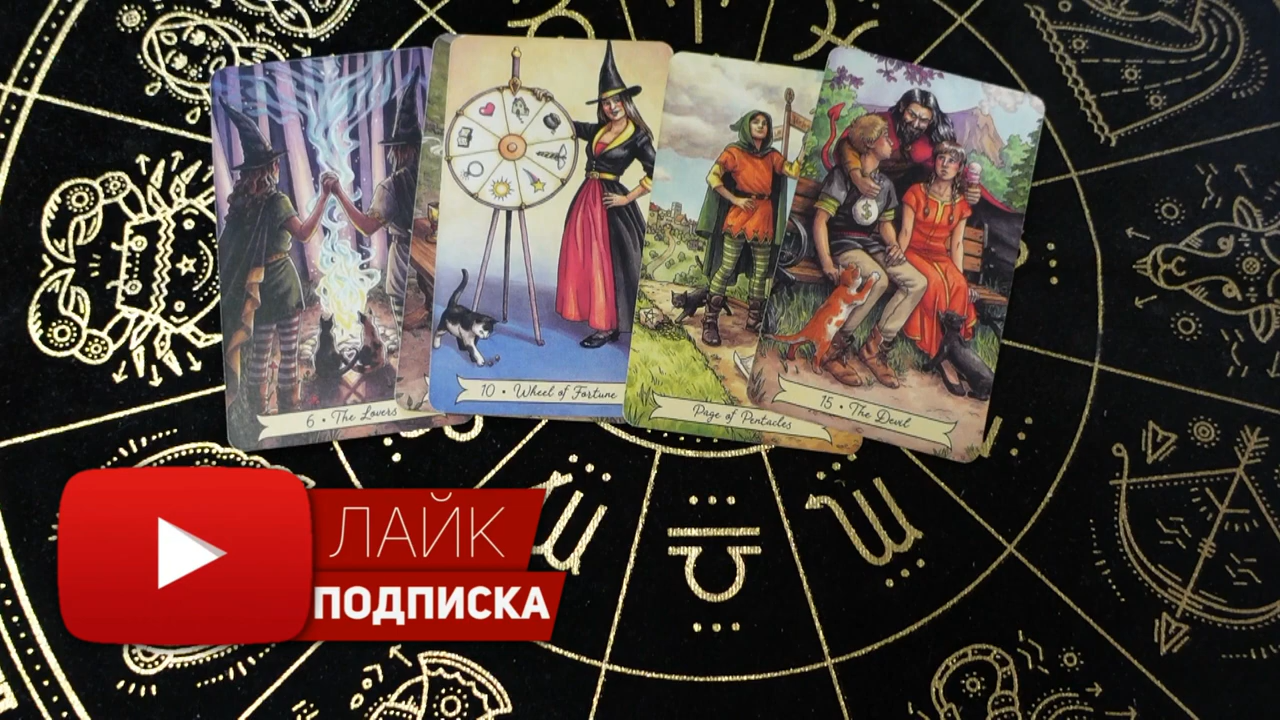 6 • The Lovers
10 • Wheel of Fortune
Page of Pentacles
15 • The Devil
$
ЛАЙК
ПОДПИСКА